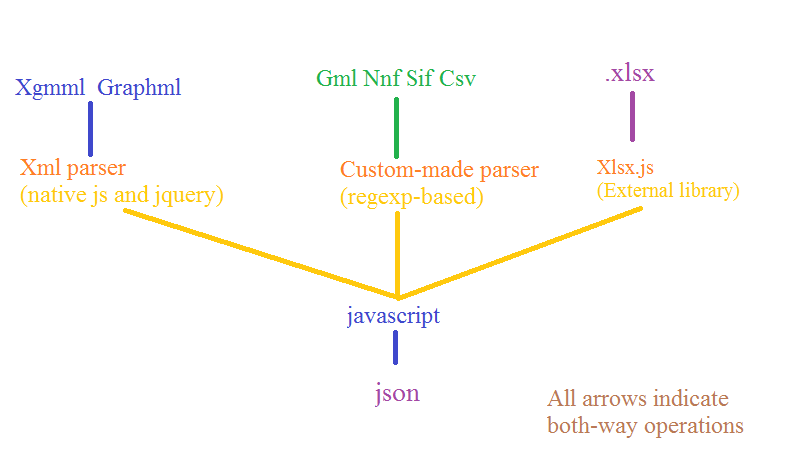 Xgmml  Graphml
Gml Nnf Sif Csv
.xlsx
Xml parser
(native js and jquery)
Custom-made parser
(regexp-based)
Xlsx.js
(External library)
javascript
json
All arrows indicate
both-way operations